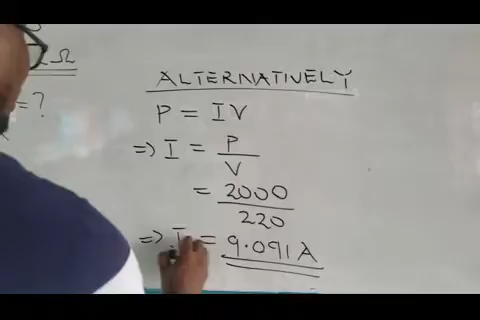 Ω
= ?
ALTERNATIVELY
P = IV
=> I = P/V
= 2000/220
=> I = 9.091A